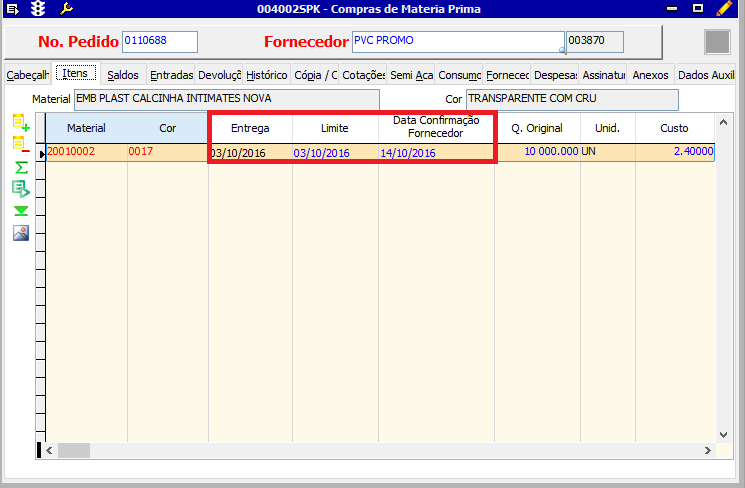 004002SPK - Compras de Materia Prima
No. Pedido 0110688 Fornecedor PVC PROMO 003870
Cabeçalh Itens Saldos Entradas Devoluçõ Histórico Cópia / C Cotações Semi Aca Consumo Fornecec Despesas Assinatur Anexos Dados Auxil
Material EMB PLAST CALCINHA INTIMATES NOVA Cor TRANSPARENTE COM CRU
Material Cor Entrega Limite Data Confirmação Fornecedor Q. Original Unid. Custo
20010002 0017 03/10/2016 03/10/2016 14/10/2016 10 000.000 UN 2.40000